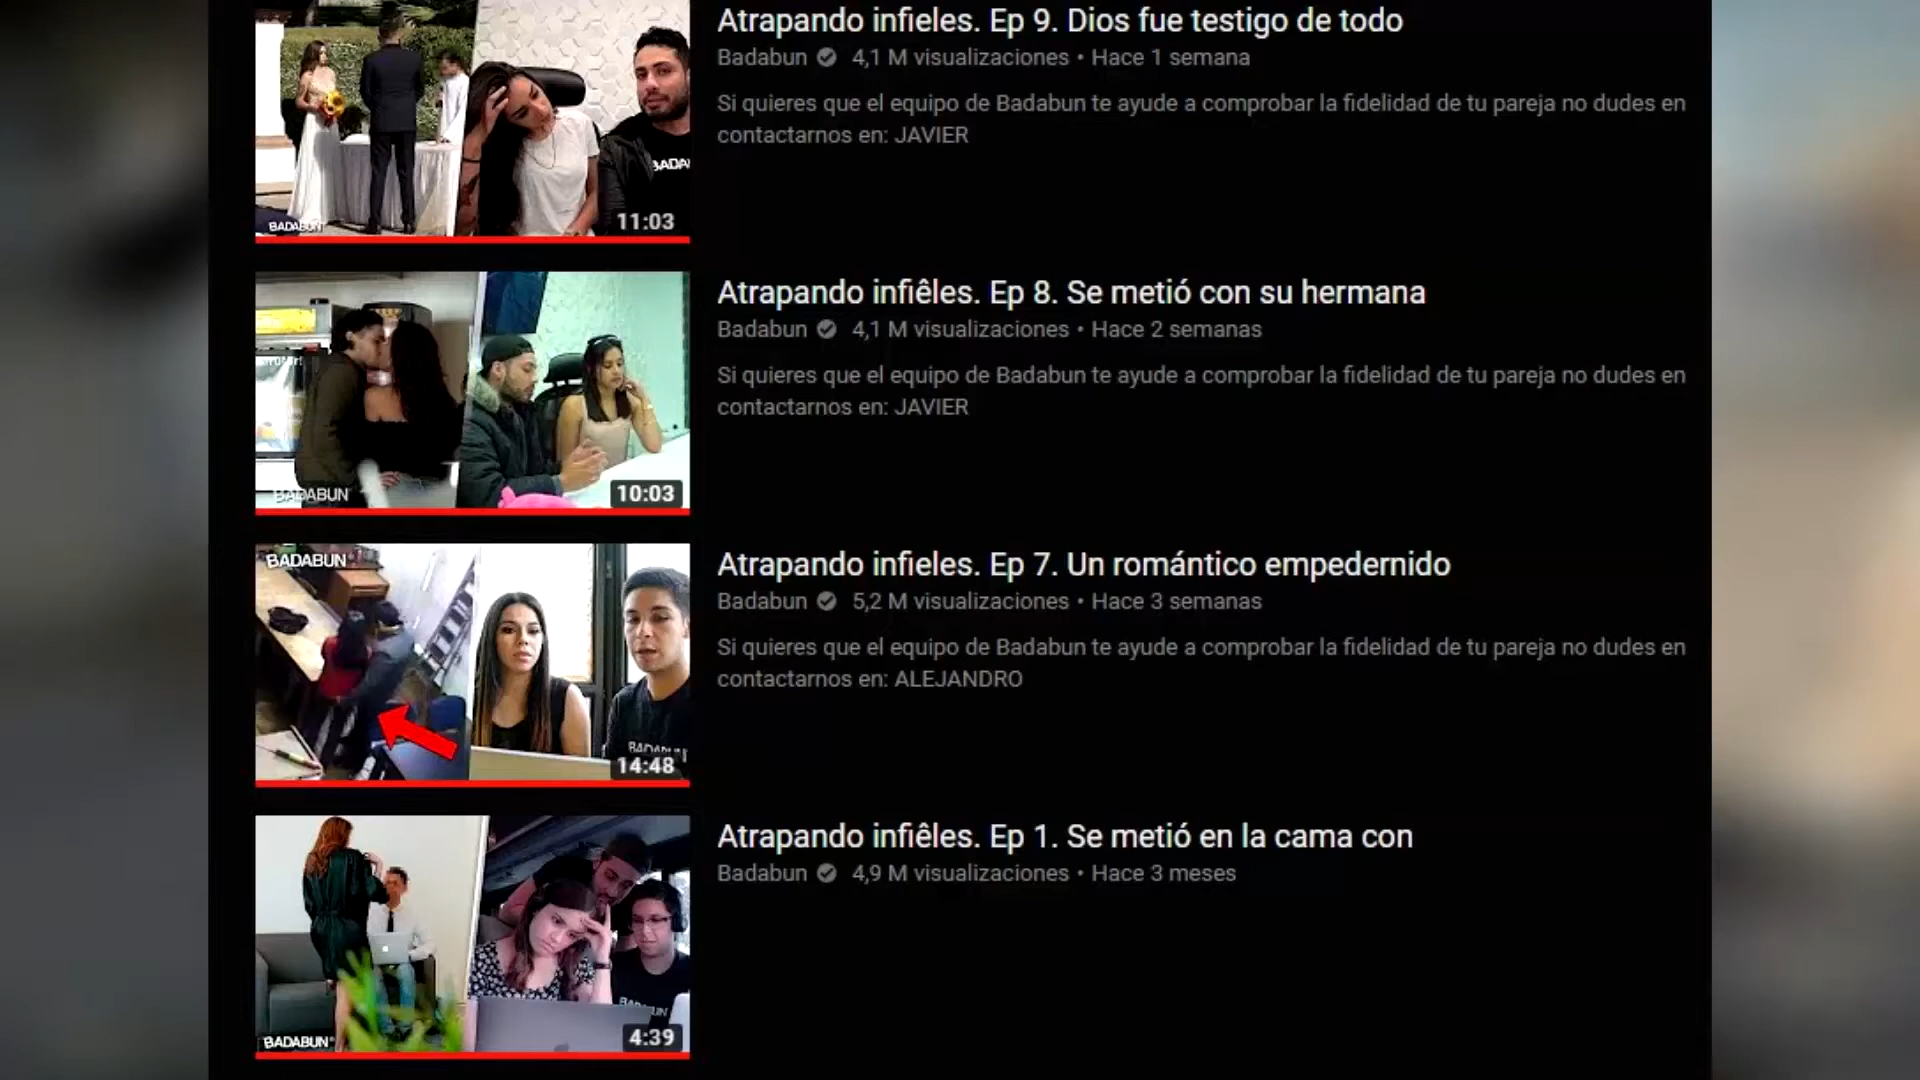 Atrapando infieles. Ep 9. Dios fue testigo de todo
Badabun 4,1 M visualizaciones • Hace 1 semana
Si quieres que el equipo de Badabun te ayude a comprobar la fidelidad de tu pareja no dudes en
contactarnos en: JAVIER
BADABUN
11:03
Atrapando infiêles. Ep 8. Se metió con su hermana
Badabun 4,1 M visualizaciones • Hace 2 semanas
Si quieres que el equipo de Badabun te ayude a comprobar la fidelidad de tu pareja no dudes en
contactarnos en: JAVIER
BADABUN
10:03
BADABUN
Atrapando infieles. Ep 7. Un romántico empedernido
Badabun 5,2 M visualizaciones • Hace 3 semanas
Si quieres que el equipo de Badabun te ayude a comprobar la fidelidad de tu pareja no dudes en
contactarnos en: ALEJANDRO
BADABUN
14:48
Atrapando infiêles. Ep 1. Se metió en la cama con
Badabun 4,9 M visualizaciones • Hace 3 meses
BADABUN
4:39